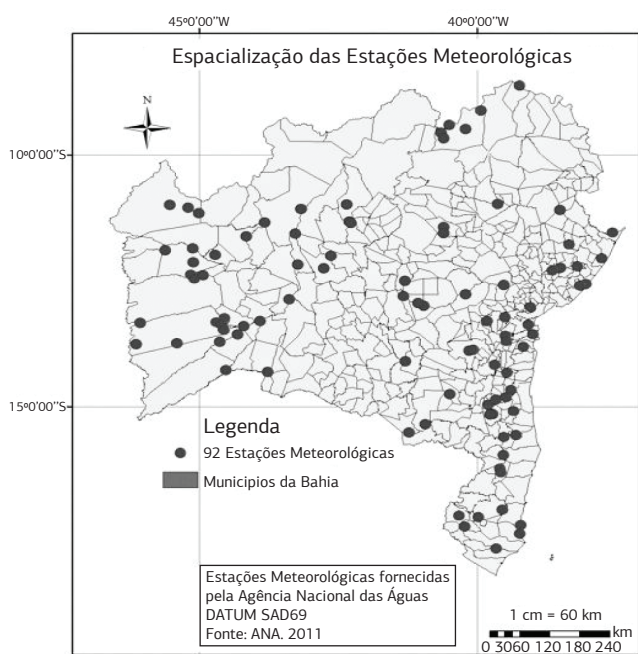 45º0'00''W 40º0'00''W
Espacialização das Estações Meteorológicas
N
10º0'00''S
15º0'00''S
Legenda
92 Estações Meteorológicas
Municipios da Bahia
Estações Meteorológicas fornecidas
pela Agência Nacional das Águas
DATUM SAD69
Fonte: ANA. 2011
1 cm = 60 km
km
0 3060 120 180 240